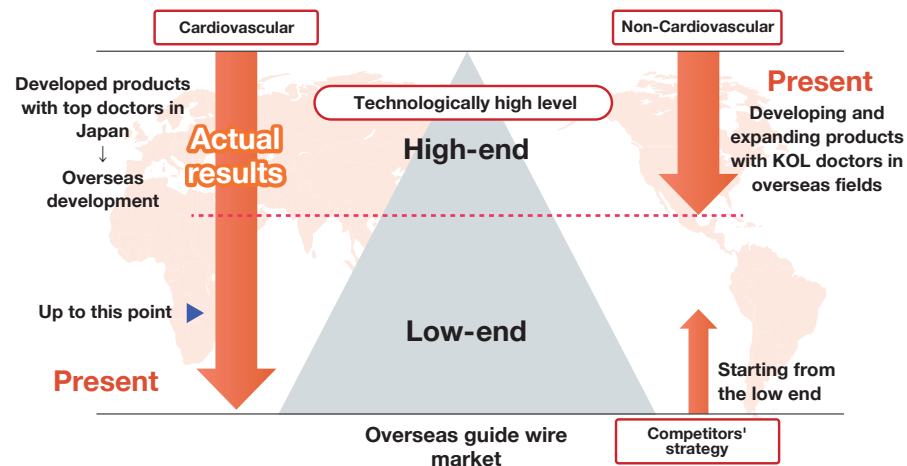 Cardiovascular
Non-Cardiovascular
Developed products
with top doctors in
Japan
↓
Overseas
development
Actual
results
Technologically high level
High-end
Present
Developing and
expanding products
with KOL doctors in
overseas fields
Up to this point
Low-end
Present
Starting from
the low end
Overseas guide wire
market
Competitors'
strategy